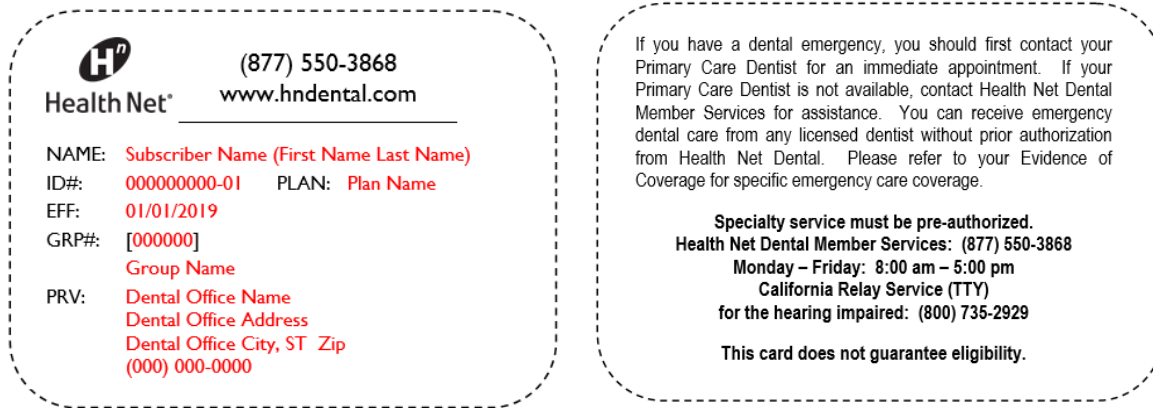 Hn
Health Net®
(877) 550-3868
www.hndental.com
NAME: Subscriber Name (First Name Last Name)
ID#: 000000000-01 PLAN: Plan Name
EFF: 01/01/2019
GRP#: [000000]
Group Name
PRV: Dental Office Name
Dental Office Address
Dental Office City, ST Zip
(000) 000-0000
If you have a dental emergency, you should first contact your
Primary Care Dentist for an immediate appointment. If your
Primary Care Dentist is not available, contact Health Net Dental
Member Services for assistance. You can receive emergency
dental care from any licensed dentist without prior authorization
from Health Net Dental. Please refer to your Evidence of
Coverage for specific emergency care coverage.
Specialty service must be pre-authorized.
Health Net Dental Member Services: (877) 550-3868
Monday – Friday: 8:00 am – 5:00 pm
California Relay Service (TTY)
for the hearing impaired: (800) 735-2929
This card does not guarantee eligibility.